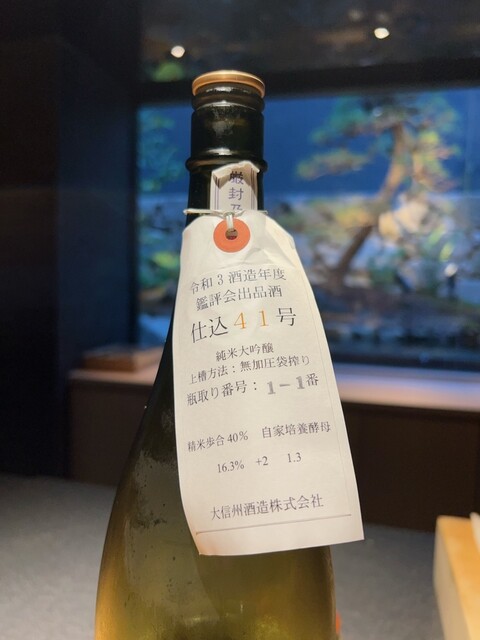 厳封
令和3酒造年度
鑑評会出品酒
仕込41号
純米大吟醸
上槽方法：無加圧袋搾り
瓶取り番号：1-1番
精米歩合40%　自家培養酵母
16.3%　+2　1.3
大信州酒造株式会社